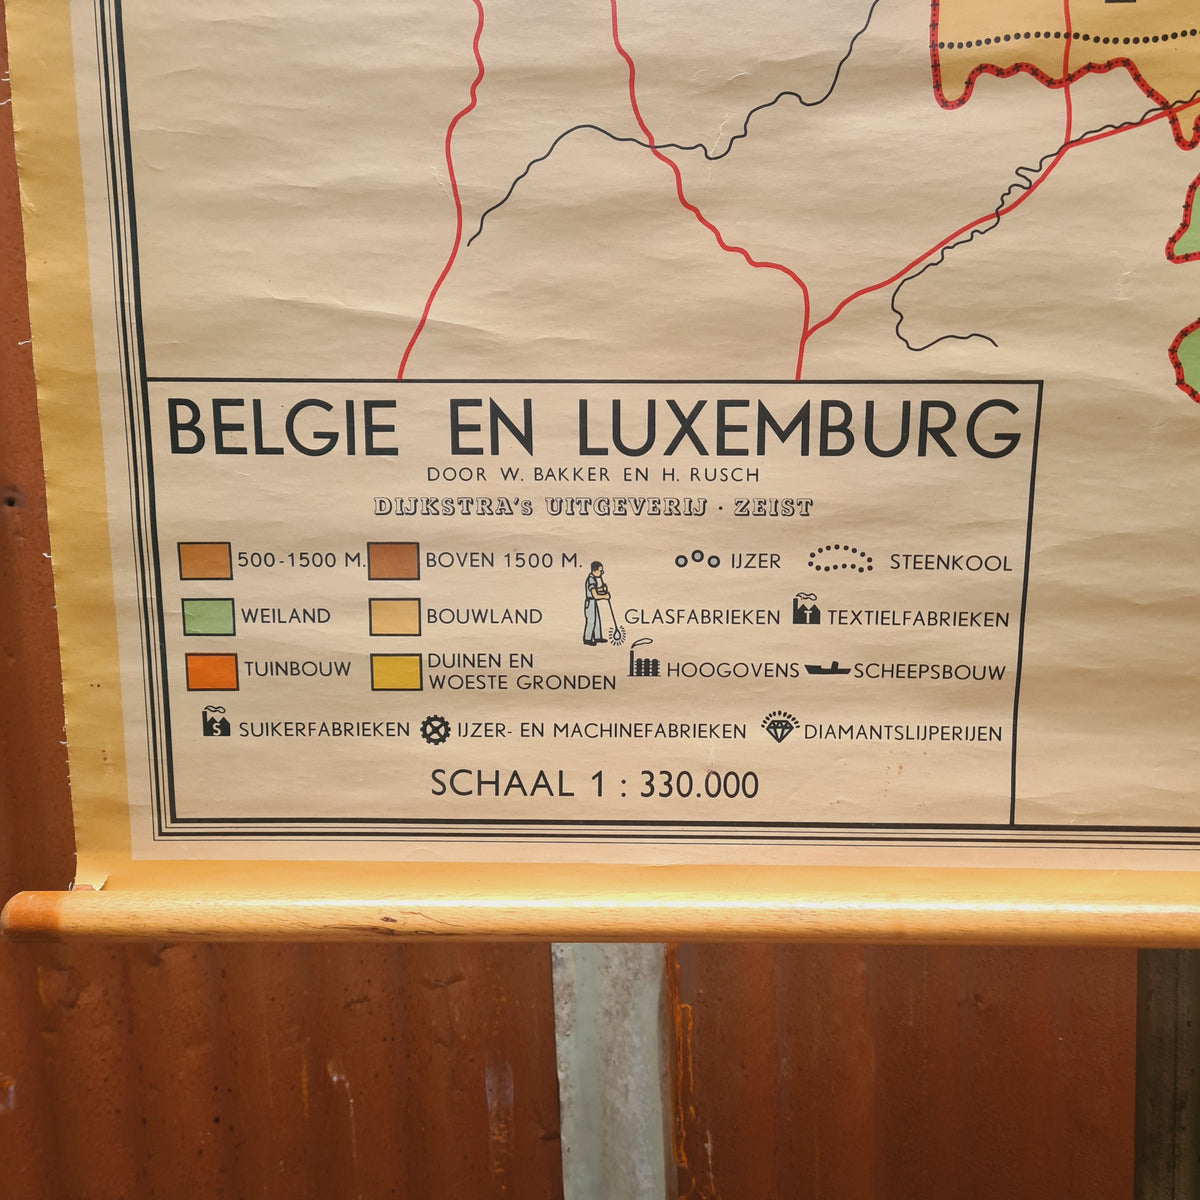 BELGIE EN LUXEMBURG
DOOR W. BAKKER EN H. RUSCH
DIJKSTRA's UITGEVERIJ · ZEIST
500-1500 M. BOVEN 1500 M. IJZER STEENKOOL
WEILAND BOUWLAND GLASFABRIEKEN T TEXTIELFABRIEKEN
TUINBOUW DUINEN EN WOESTE GRONDEN HOOGOVENS SCHEEPSBOUW
S SUIKERFABRIEKEN IJZER- EN MACHINEFABRIEKEN DIAMANTSLIJPERIJEN
SCHAAL 1 : 330.000